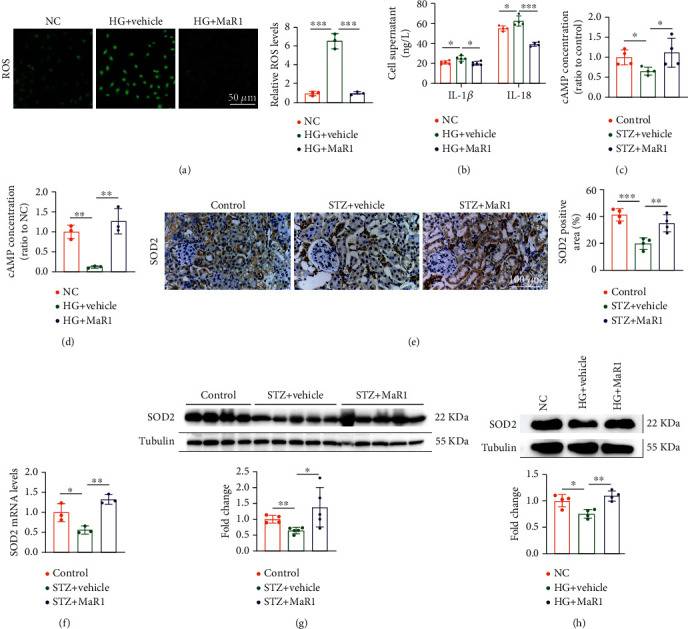 NC HG+vehicle HG+MaR1
ROS
50 μm
Relative ROS levels
8
6
4
2
0
*** ***
NC
HG+vehicle
HG+MaR1
(a)
Cell supernatant
(ng/L)
100
80
60
40
20
0
* * * ***
IL-1β IL-18
NC
HG+vehicle
HG+MaR1
(b)
cAMP concentration
(ratio to control)
2.0
1.5
1.0
0.5
0.0
* *
Control
STZ+vehicle
STZ+MaR1
(c)
cAMP concentration
(ratio to NC)
2.0
1.5
1.0
0.5
0.0
** **
NC
HG+vehicle
HG+MaR1
(d)
Control STZ+vehicle STZ+MaR1
SOD2
100 μm
SOD2 positive
area (%)
60
40
20
0
*** **
Control
STZ+vehicle
STZ+MaR1
(e)
SOD2 mRNA levels
2.0
1.5
1.0
0.5
0.0
* **
Control
STZ+vehicle
STZ+MaR1
(f)
Control STZ+vehicle STZ+MaR1
SOD2 22 KDa
Tubulin 55 KDa
Fold change
2.5
2.0
1.5
1.0
0.5
0.0
** *
Control
STZ+vehicle
STZ+MaR1
(g)
NC HG+vehicle HG+MaR1
SOD2 22 KDa
Tubulin 55 KDa
Fold change
1.5
1.0
0.5
0.0
* **
NC
HG+vehicle
HG+MaR1
(h)